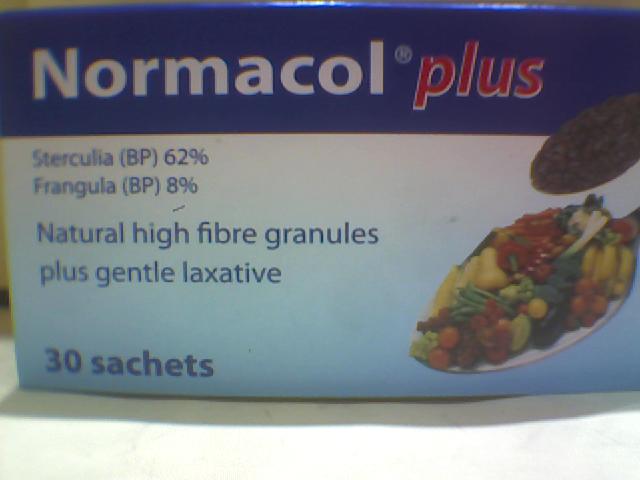 Normacol® plus
Sterculia (BP) 62%
Frangula (BP) 8%
Natural high fibre granules
plus gentle laxative
30 sachets